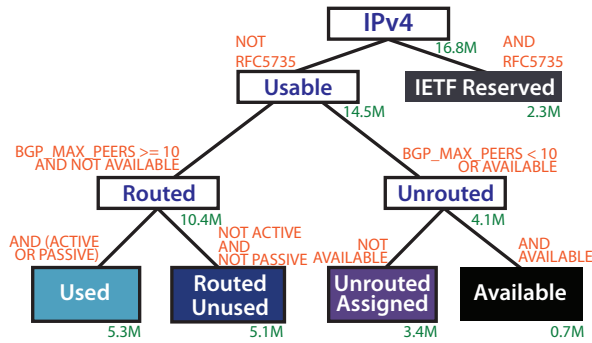 IPv4
NOT
RFC5735
16.8M
AND
RFC5735
Usable
IETF Reserved
14.5M
2.3M
BGP_MAX_PEERS >= 10
AND NOT AVAILABLE
BGP_MAX_PEERS < 10
OR AVAILABLE
Routed
Unrouted
10.4M
4.1M
AND (ACTIVE
OR PASSIVE)
NOT ACTIVE
AND
NOT PASSIVE
NOT
AVAILABLE
AND
AVAILABLE
Used
Routed
Unused
Unrouted
Assigned
Available
5.3M
5.1M
3.4M
0.7M